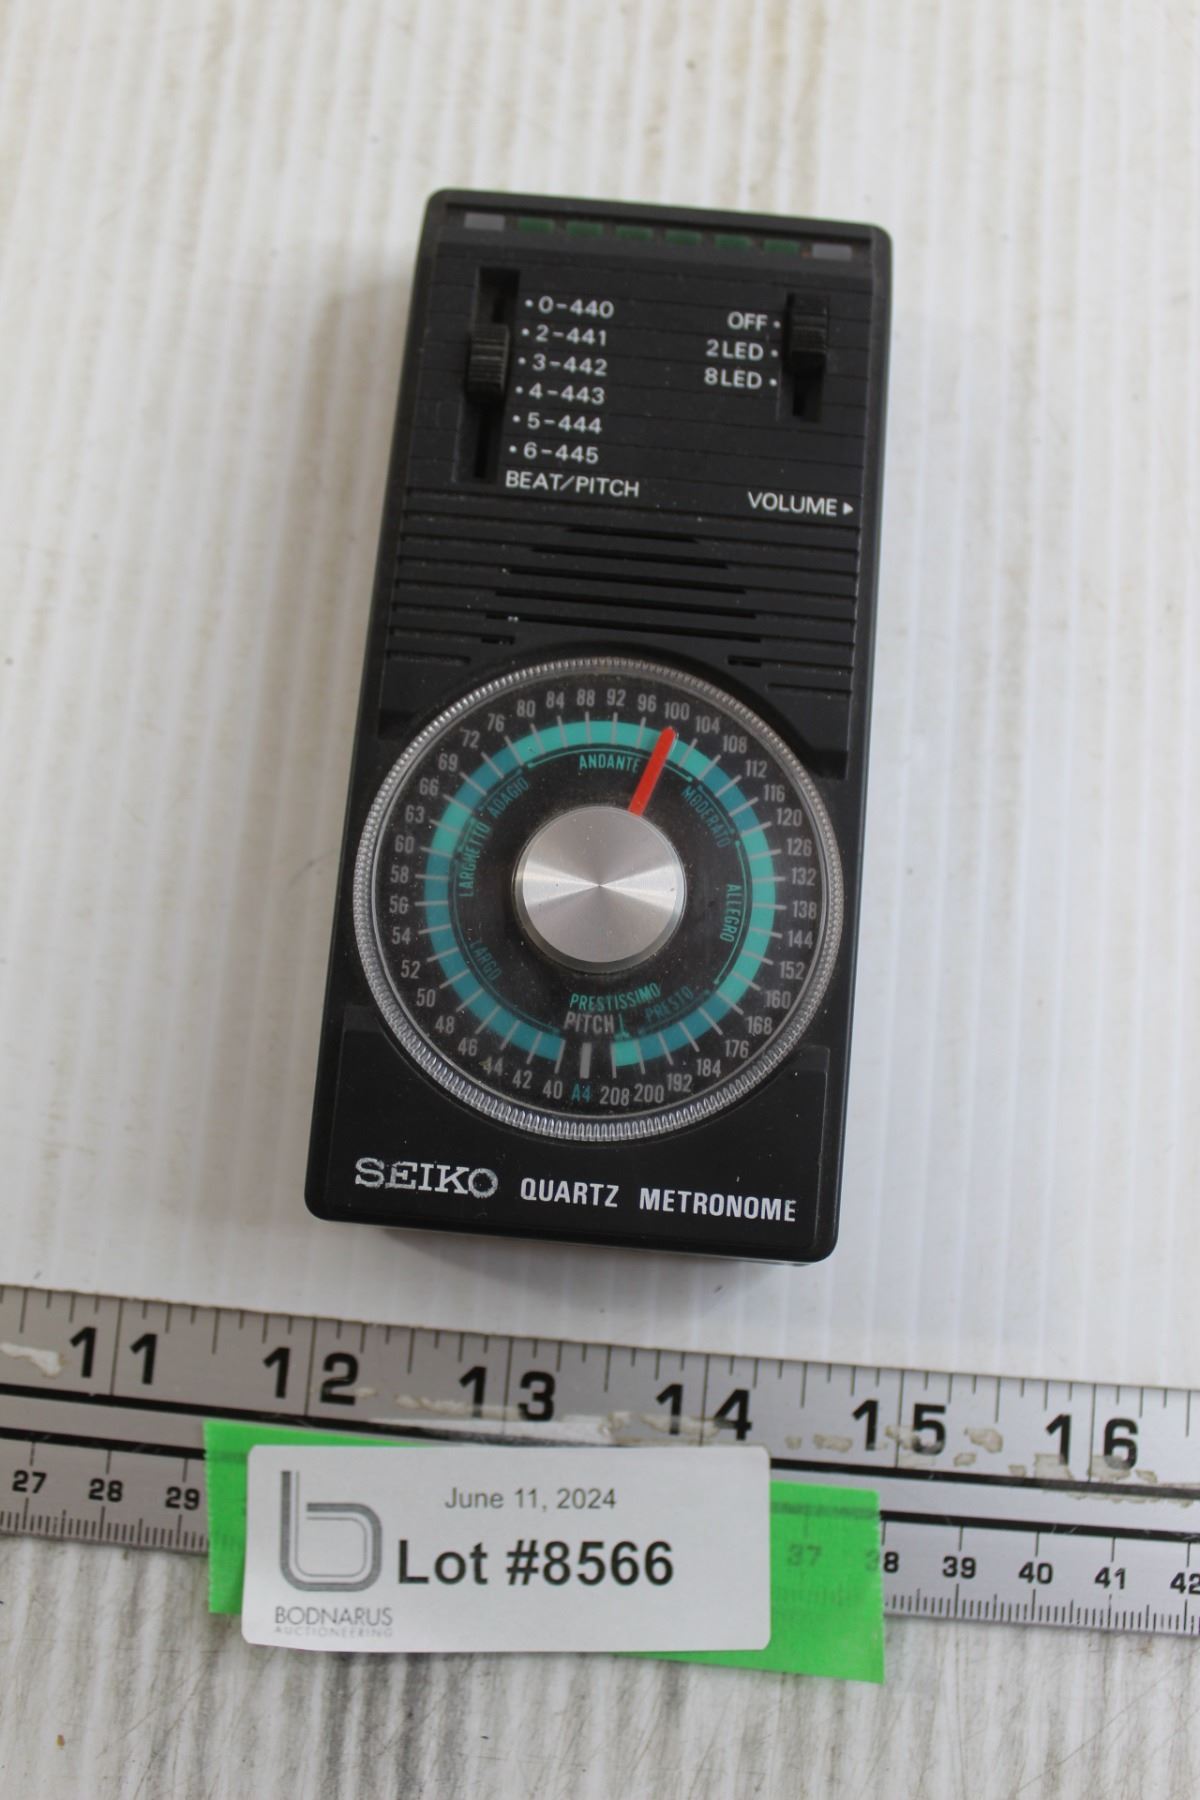 • 0-440
• 2-441
• 3-442
• 4-443
• 5-444
• 6-445
BEAT/PITCH
OFF •
2LED •
8LED •
VOLUME ▸
40 42 44 46 48 50 52 54 56 58 60 63 66 69 72 76 80 84 88 92 96 100 104 108 112 116 120 126 132 138 144 152 160 168 176 184 192 200 208 A4
LARGO
LARGHETTO
ADAGIO
ANDANTE
MODERATO
ALLEGRO
PRESTO
PRESTISSIMO
PITCH
SEIKO QUARTZ METRONOME
11 12 13 14 15 16
27 28 29 37 38 39 40 41 42
June 11, 2024
Lot #8566
BODNARUS
AUCTIONEERING